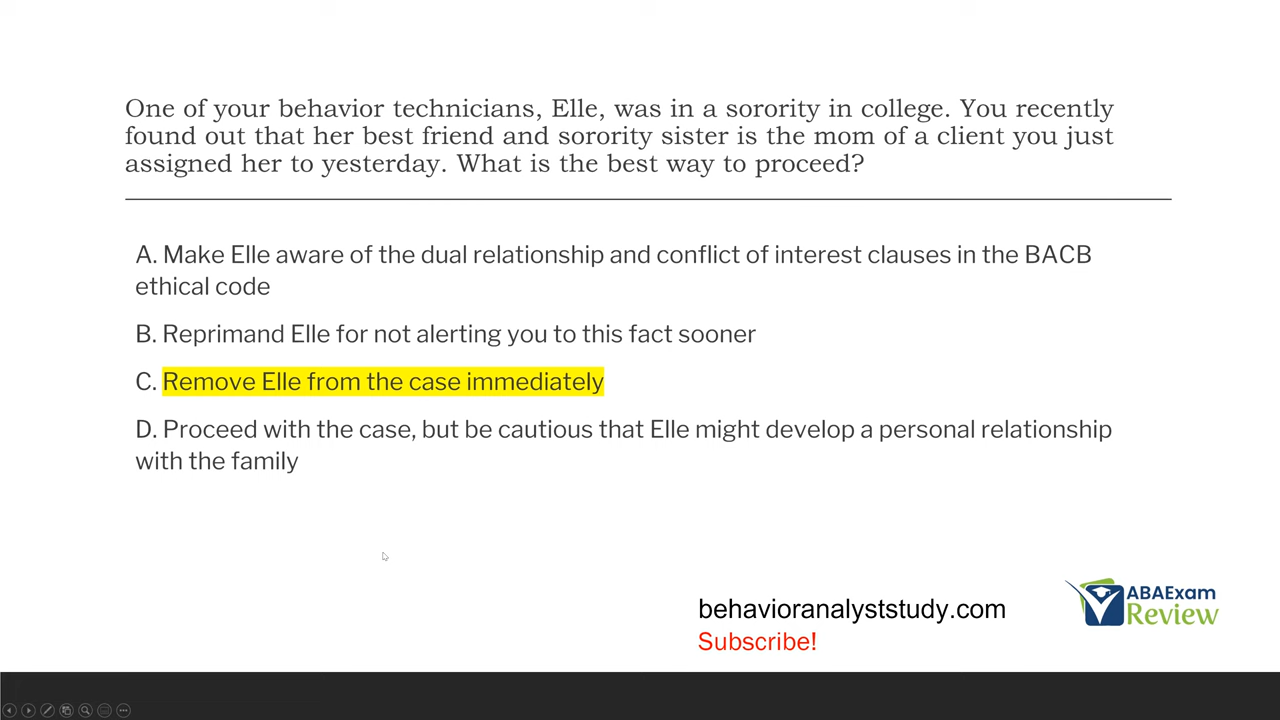 One of your behavior technicians, Elle, was in a sorority in college. You recently
found out that her best friend and sorority sister is the mom of a client you just
assigned her to yesterday. What is the best way to proceed?
A. Make Elle aware of the dual relationship and conflict of interest clauses in the BACB
ethical code
B. Reprimand Elle for not alerting you to this fact sooner
C. Remove Elle from the case immediately
D. Proceed with the case, but be cautious that Elle might develop a personal relationship
with the family
behavioranalyststudy.com
Subscribe!
ABAExam
Review